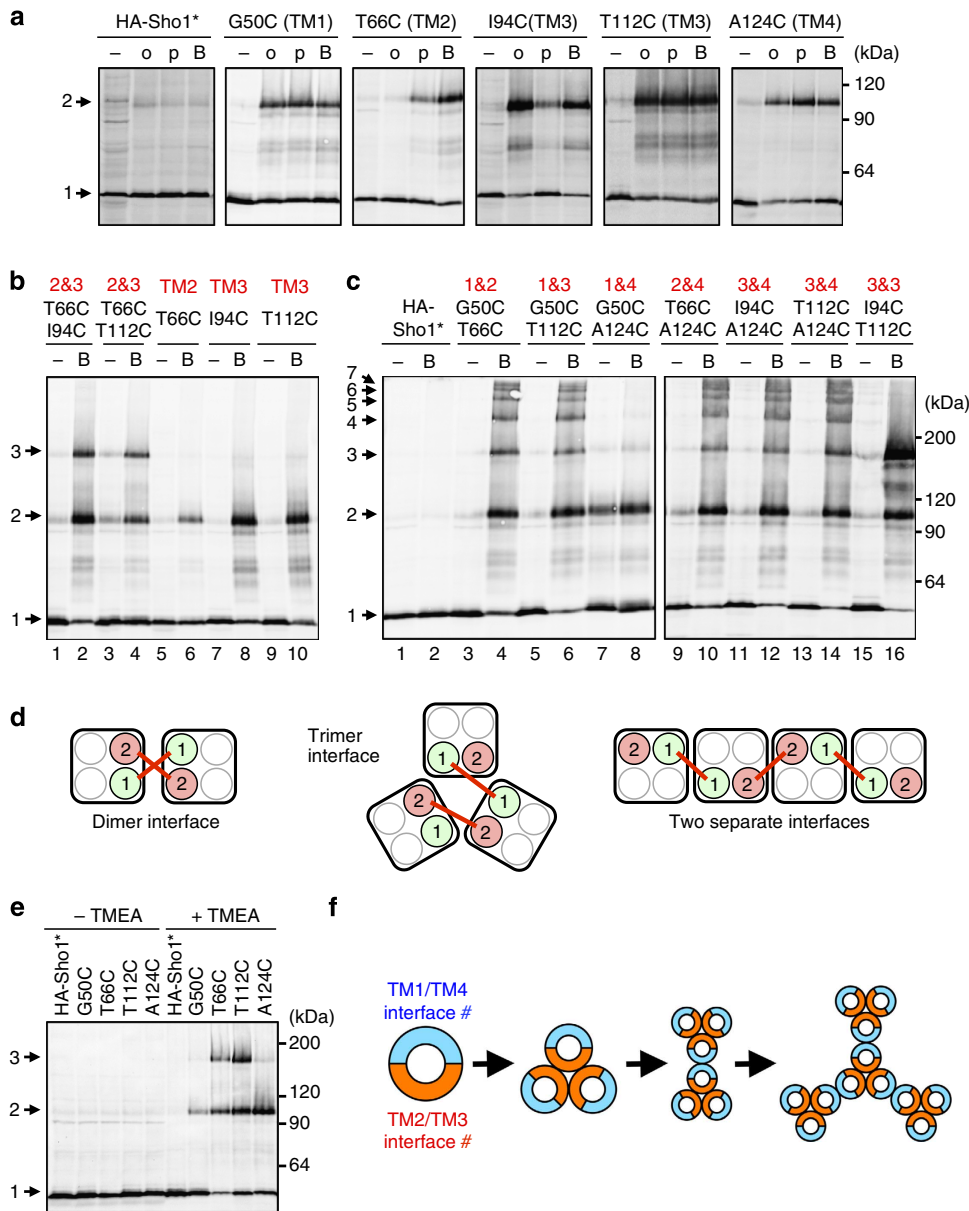 a
HA-Sho1* G50C (TM1) T66C (TM2) I94C(TM3) T112C (TM3) A124C (TM4)
– o p B – o p B – o p B – o p B – o p B – o p B (kDa)
2
1
120
90
64
b
2&3 2&3 TM2 TM3 TM3
T66C T66C T66C I94C T112C
I94C T112C
– B – B – B – B – B
3
2
1
1 2 3 4 5 6 7 8 9 10
c
1&2 1&3 1&4 2&4 3&4 3&4 3&3
HA- G50C G50C G50C T66C I94C T112C I94C
Sho1* T66C T112C A124C A124C A124C A124C T112C
– B – B – B – B – B – B – B – B
7
6
5
4
3
2
1
(kDa)
200
120
90
64
1 2 3 4 5 6 7 8 9 10 11 12 13 14 15 16
d
2 1
1 2
Dimer interface
Trimer
interface
1 2
2 1
1 2
2 1 2 1
1 2 1 2
Two separate interfaces
e
– TMEA + TMEA
HA-Sho1* G50C T66C T112C A124C HA-Sho1* G50C T66C T112C A124C
(kDa)
3
2
1
200
120
90
64
f
TM1/TM4
interface #
TM2/TM3
interface #